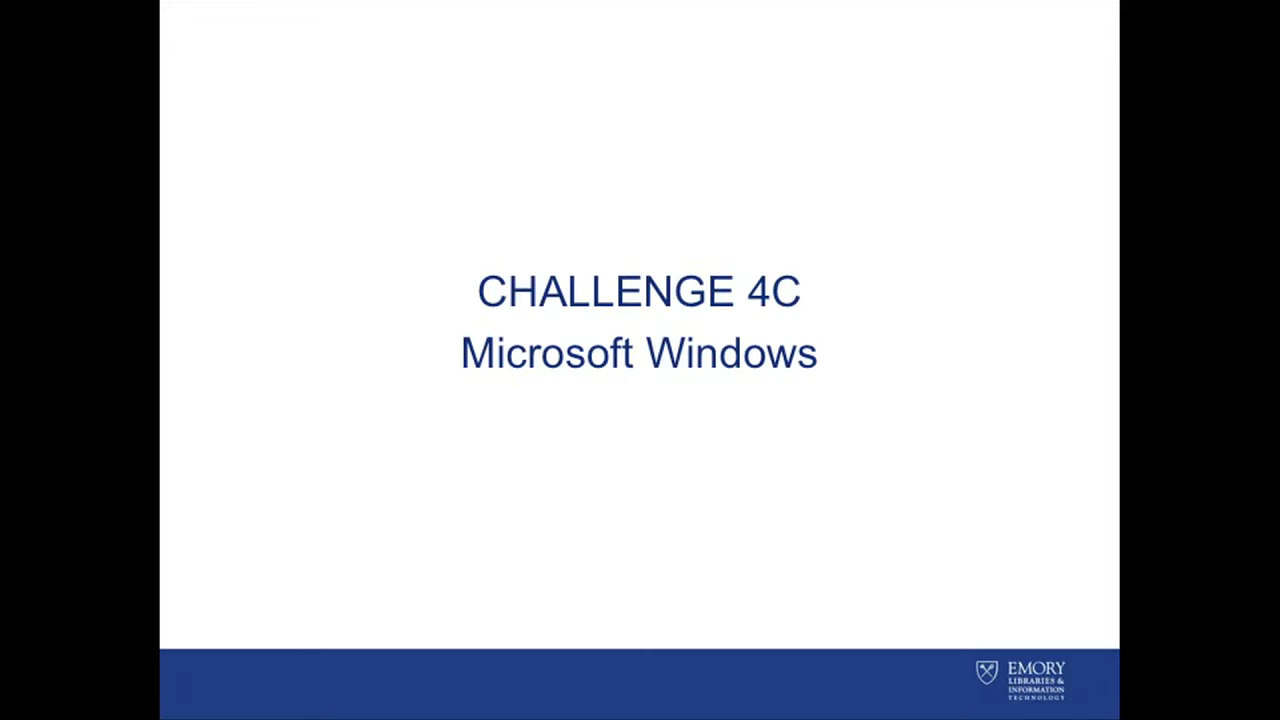 CHALLENGE 4C
Microsoft Windows
EMORY
LIBRARIES &
INFORMATION
TECHNOLOGY